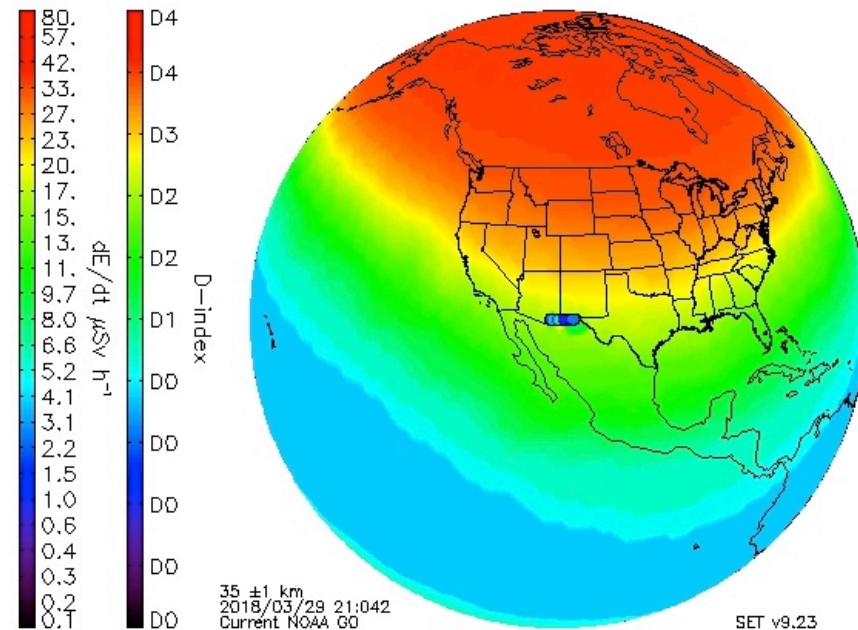 80.
57.
42.
33.
27.
23.
20.
17.
15.
13.
11.
9.7
8.0
6.6
5.2
4.1
3.1
2.2
1.5
1.0
0.6
0.4
0.3
0.2
0.1
dE/dt μSv h⁻¹
D4
D4
D3
D2
D2
D1
D0
D0
D0
D0
D0
D-index
35 ±1 km
2018/03/29 21:042
Current NOAA G0
SET v9.23